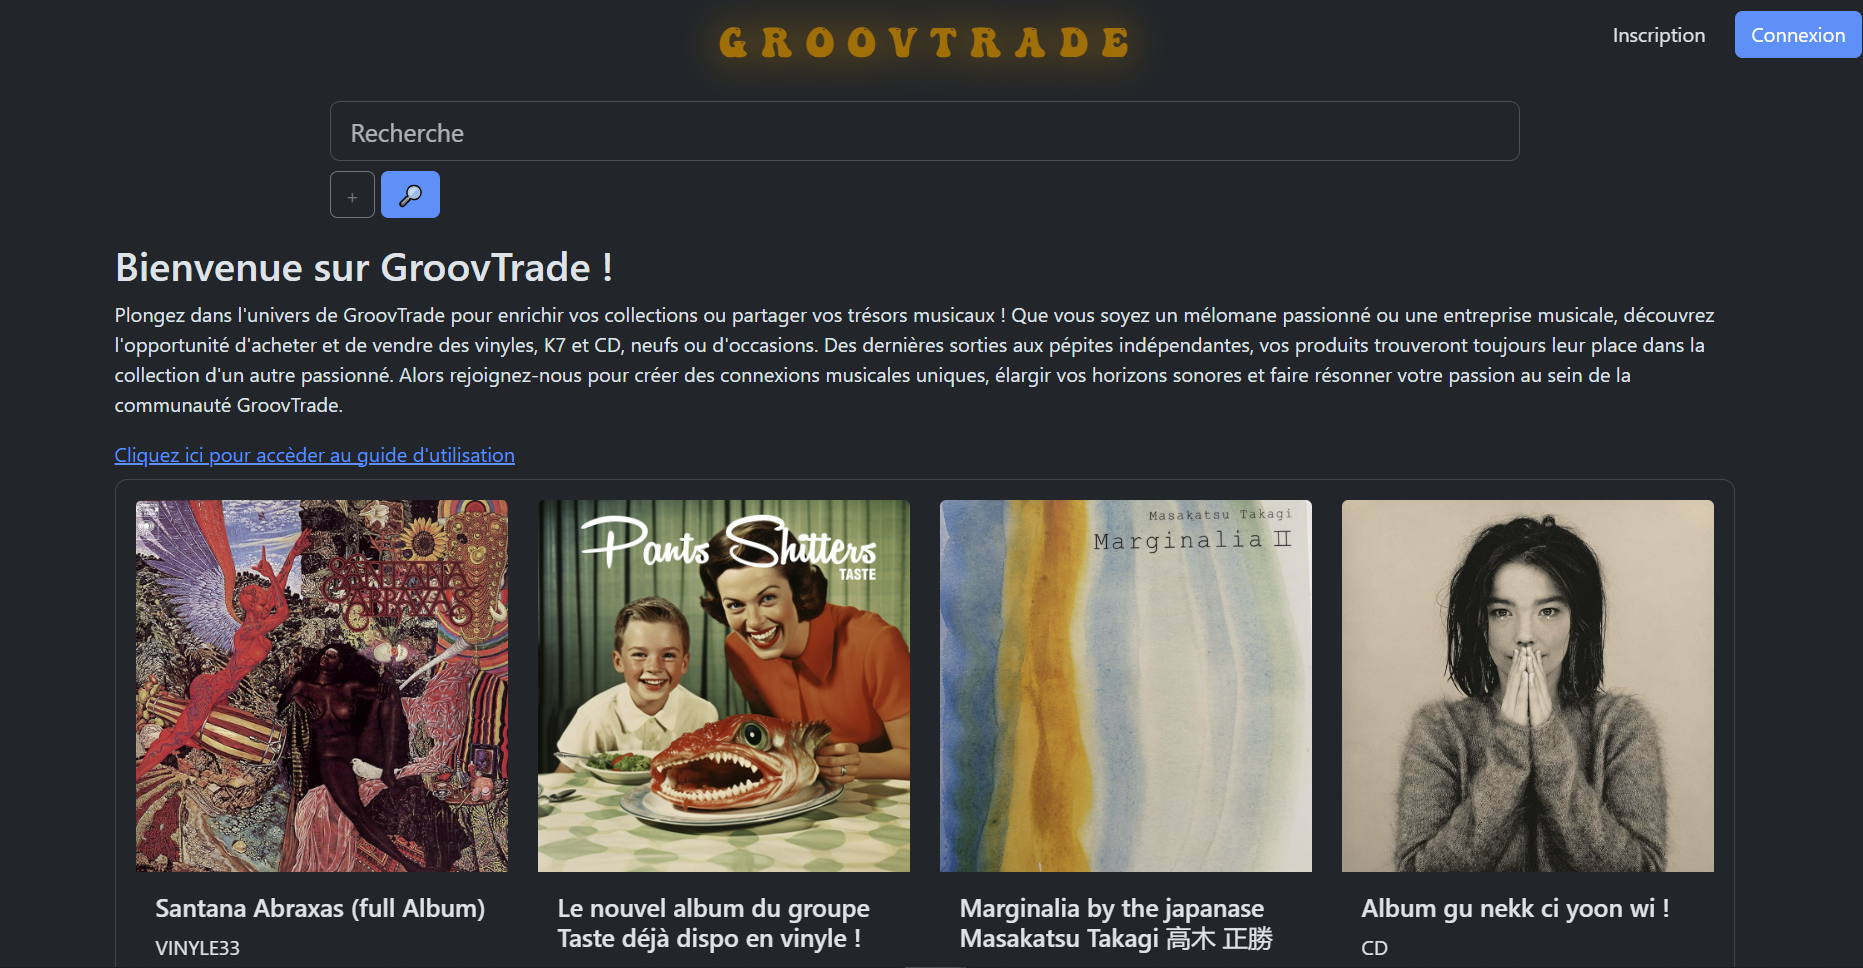 GROOVTRADE
Inscription
Connexion
Recherche
+
Bienvenue sur GroovTrade !
Plongez dans l'univers de GroovTrade pour enrichir vos collections ou partager vos trésors musicaux ! Que vous soyez un mélomane passionné ou une entreprise musicale, découvrez
l'opportunité d'acheter et de vendre des vinyles, K7 et CD, neufs ou d'occasions. Des dernières sorties aux pépites indépendantes, vos produits trouveront toujours leur place dans la
collection d'un autre passionné. Alors rejoignez-nous pour créer des connexions musicales uniques, élargir vos horizons sonores et faire résonner votre passion au sein de la
communauté GroovTrade.
Cliquez ici pour accèder au guide d'utilisation
SANTANA
ABRAXAS
Pants Shitters
TASTE
Masakatsu Takagi
Marginalia II
Santana Abraxas (full Album)
VINYLE33
Le nouvel album du groupe
Taste déjà dispo en vinyle !
Marginalia by the japanase
Masakatsu Takagi 高木 正勝
Album gu nekk ci yoon wi !
CD